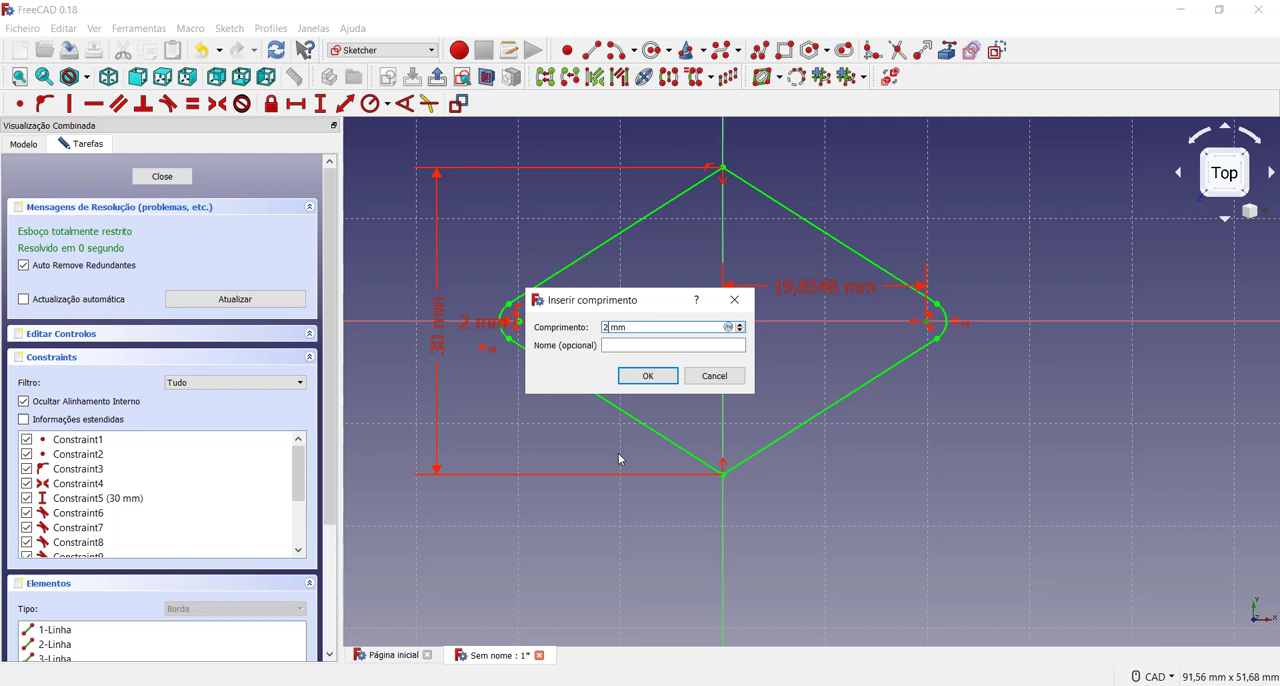 FreeCAD 0.18
Ficheiro Editar Ver Ferramentas Macro Sketch Profiles Janelas Ajuda
Sketcher
Visualização Combinada
Modelo Tarefas
Close
Mensagens de Resolução (problemas, etc.)
Esboço totalmente restrito
Resolvido em 0 segundo
Auto Remove Redundantes
Actualização automática Atualizar
Editar Controlos
Constraints
Filtro: Tudo
Ocultar Alinhamento Interno
Informações estendidas
Constraint1
Constraint2
Constraint3
Constraint4
Constraint5 (30 mm)
Constraint6
Constraint7
Constraint8
Constraint9
Elementos
Tipo: Borda
1-Linha
2-Linha
3-Linha
Top
Z
19,8548 mm
2 mm
30 mm
Inserir comprimento ?
Comprimento: 2 mm
Nome (opcional)
OK Cancel
Y
Z X
Página inicial Sem nome : 1*
CAD 91,56 mm x 51,68 mm